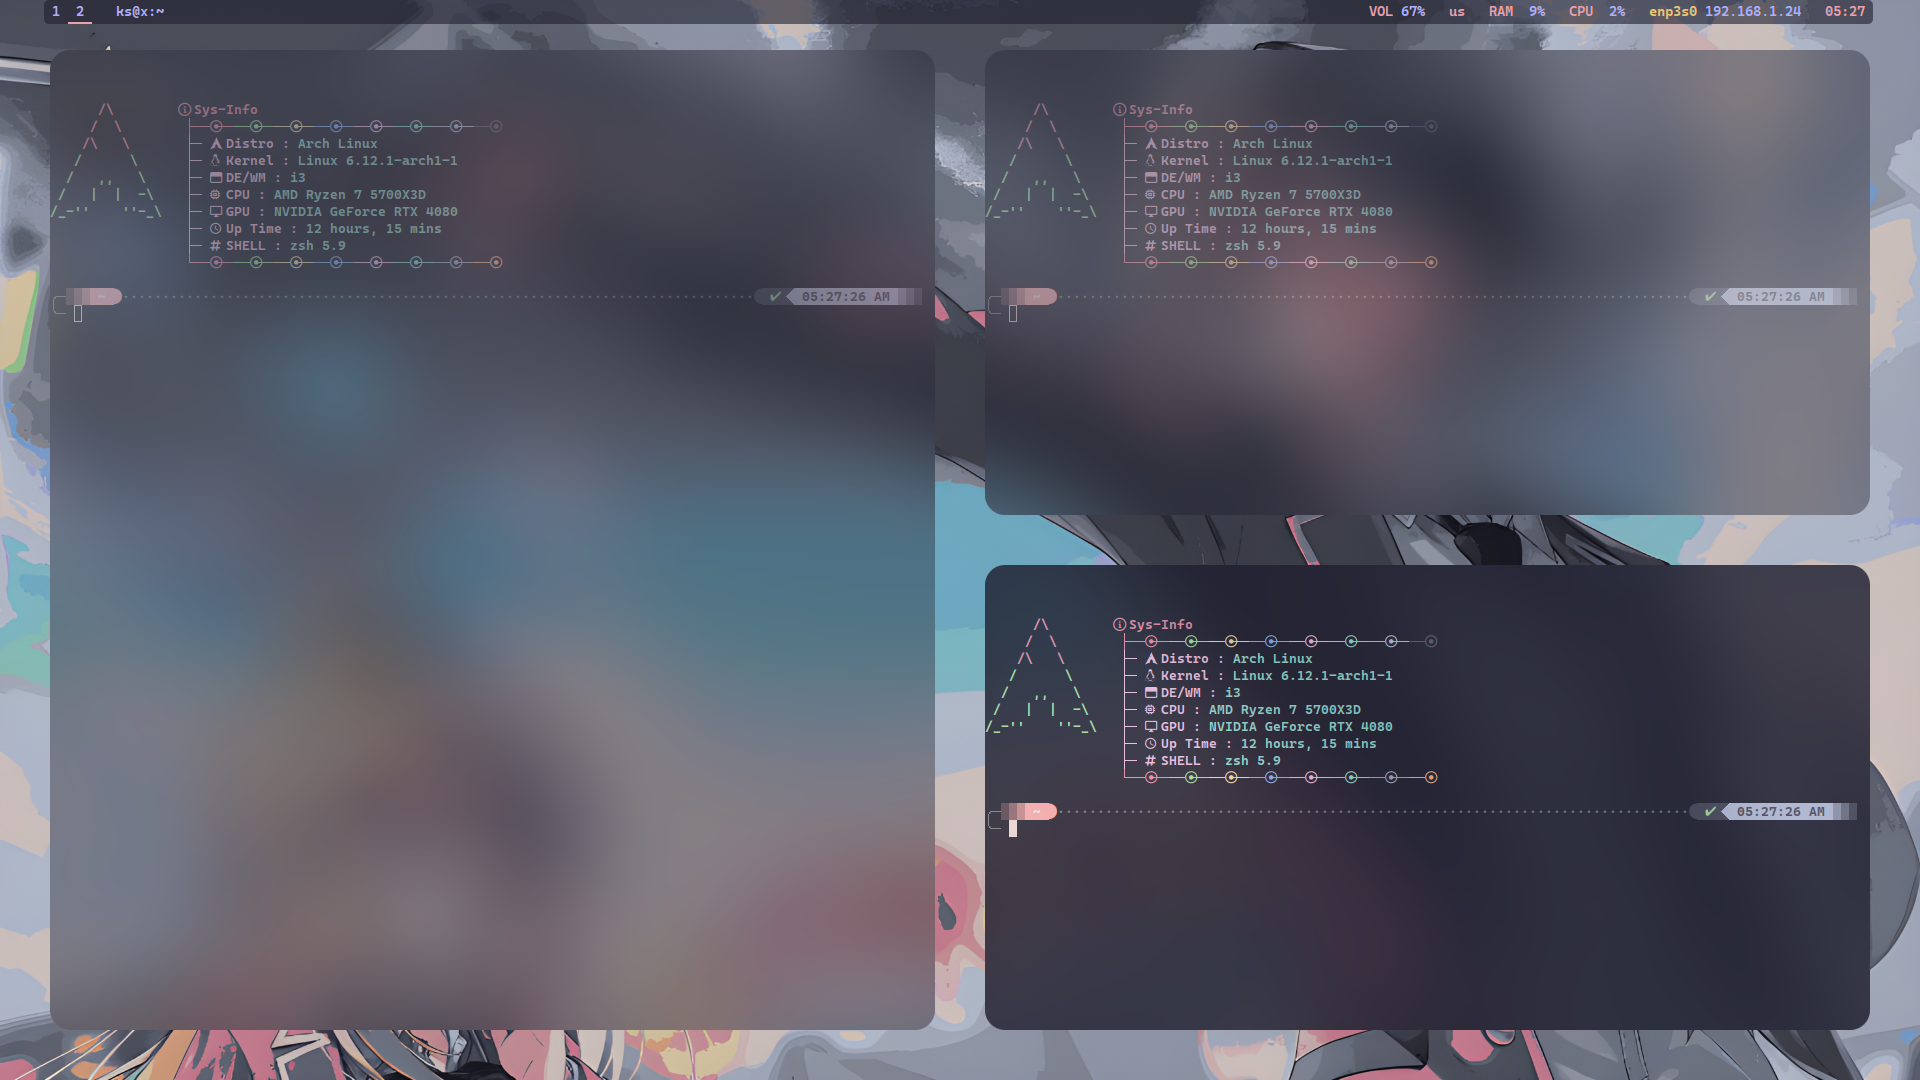 1 2 ks@x:~ VOL 67% us RAM 9% CPU 2% enp3s0 192.168.1.24 05:27
Sys-Info
Distro : Arch Linux
Kernel : Linux 6.12.1-arch1-1
DE/WM : i3
CPU : AMD Ryzen 7 5700X3D
GPU : NVIDIA GeForce RTX 4080
Up Time : 12 hours, 15 mins
# SHELL : zsh 5.9
~ ✔ 05:27:26 AM
Sys-Info
Distro : Arch Linux
Kernel : Linux 6.12.1-arch1-1
DE/WM : i3
CPU : AMD Ryzen 7 5700X3D
GPU : NVIDIA GeForce RTX 4080
Up Time : 12 hours, 15 mins
# SHELL : zsh 5.9
~ ✔ 05:27:26 AM
Sys-Info
Distro : Arch Linux
Kernel : Linux 6.12.1-arch1-1
DE/WM : i3
CPU : AMD Ryzen 7 5700X3D
GPU : NVIDIA GeForce RTX 4080
Up Time : 12 hours, 15 mins
# SHELL : zsh 5.9
~ ✔ 05:27:26 AM